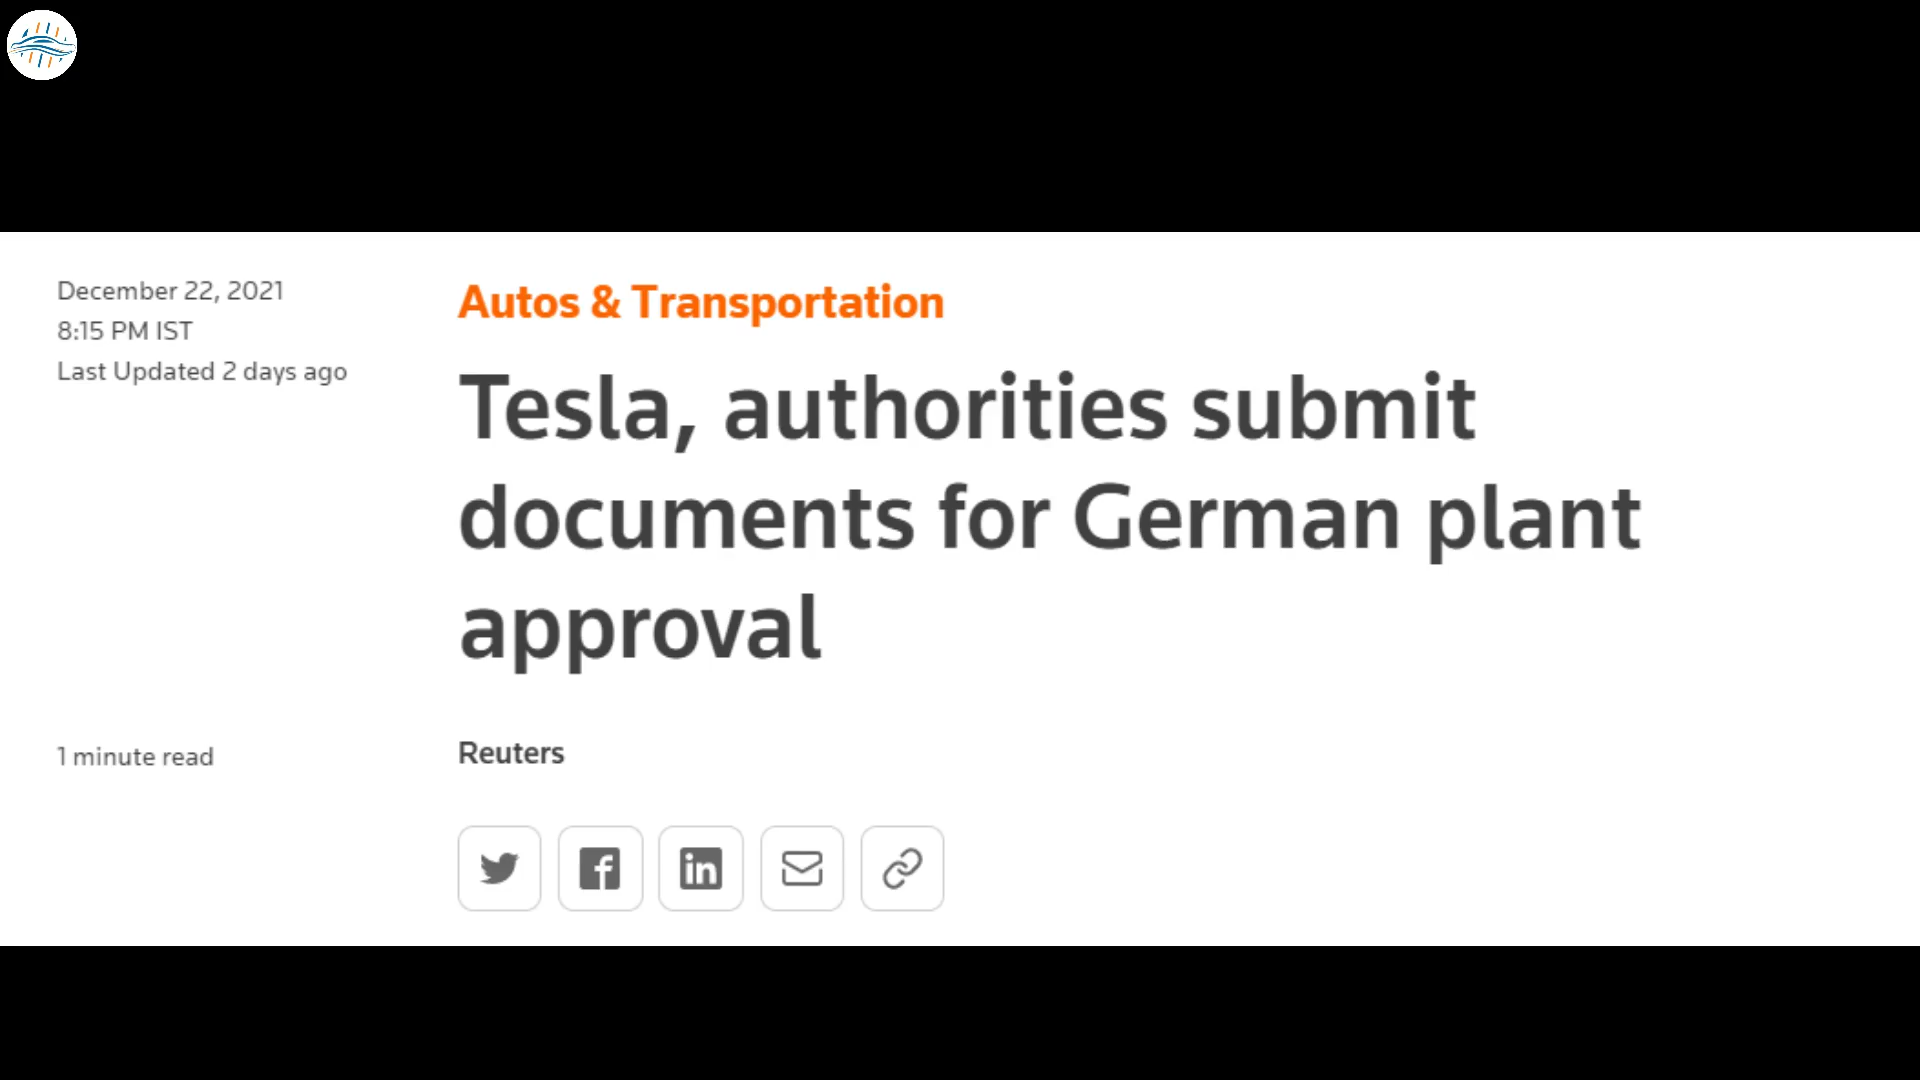 December 22, 2021
8:15 PM IST
Last Updated 2 days ago
Autos & Transportation
Tesla, authorities submit
documents for German plant
approval
1 minute read
Reuters